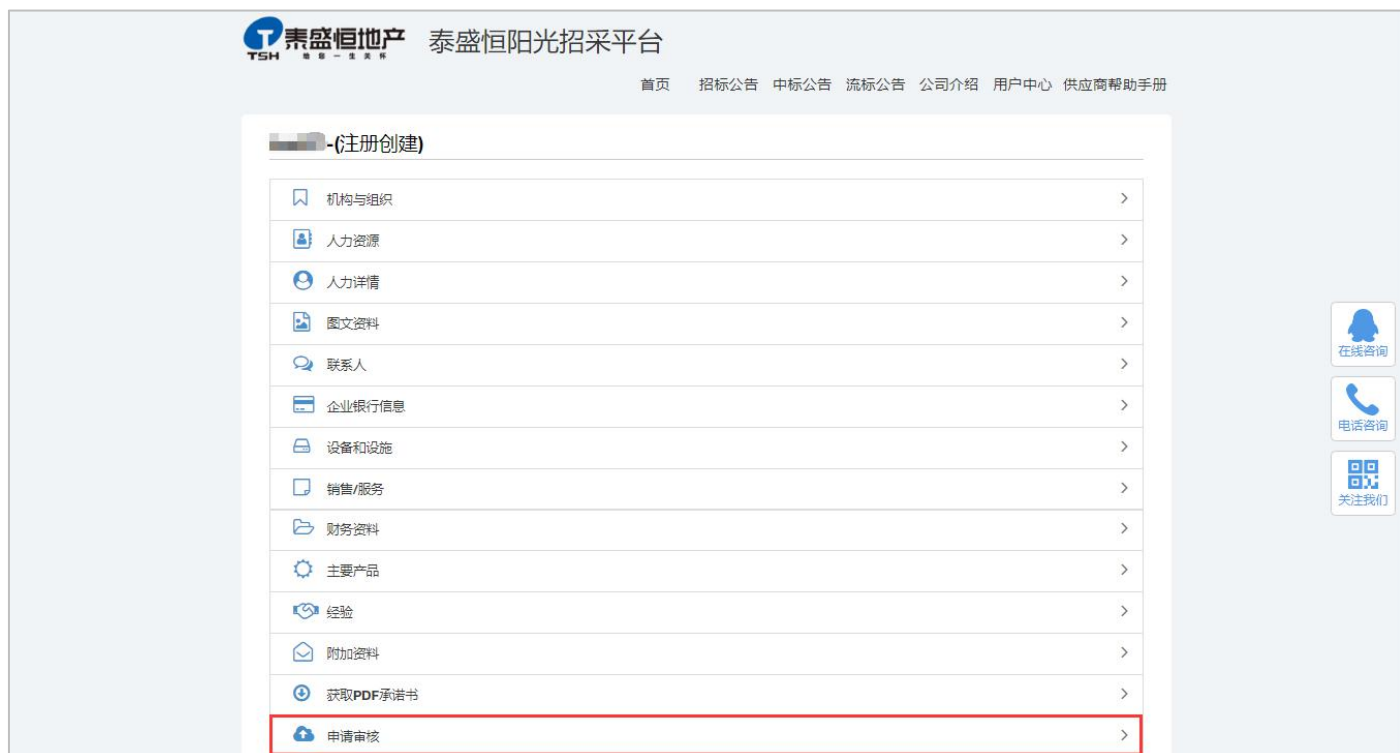 泰盛恒地产
TSH
泰盛恒阳光招采平台
首页 招标公告 中标公告 流标公告 公司介绍 用户中心 供应商帮助手册
-(注册创建)
机构与组织
人力资源
人力详情
图文资料
联系人
企业银行信息
设备和设施
销售/服务
财务资料
主要产品
经验
附加资料
获取PDF承诺书
申请审核
在线咨询
电话咨询
关注我们